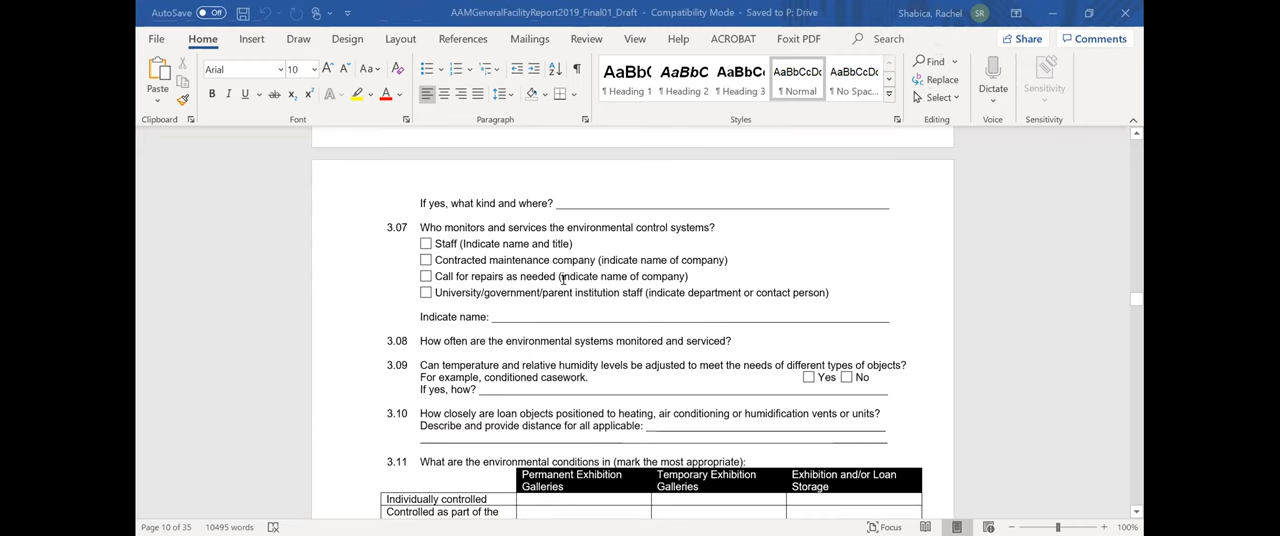 AutoSave Off AAMGeneralFacilityReport2019_Final01_Draft - Compatibility Mode - Saved to P: Drive Shabica, Rachel SR
File Home Insert Draw Design Layout References Mailings Review View Help ACROBAT Foxit PDF Search Share Comments
Arial 10 Aa AaBbC AaBbC AaBbCc AaBbCcDc AaBbCcDc Find
Paste B I U ab x2 x2 A A A ¶ Heading 1 ¶ Heading 2 ¶ Heading 3 ¶ Normal ¶ No Spac... Replace Dictate Sensitivity
Select
Clipboard Font Paragraph Styles Editing Voice Sensitivity
If yes, what kind and where?
3.07 Who monitors and services the environmental control systems?
Staff (Indicate name and title)
Contracted maintenance company (indicate name of company)
Call for repairs as needed (indicate name of company)
University/government/parent institution staff (indicate department or contact person)
Indicate name:
3.08 How often are the environmental systems monitored and serviced?
3.09 Can temperature and relative humidity levels be adjusted to meet the needs of different types of objects?
For example, conditioned casework. Yes No
If yes, how?
3.10 How closely are loan objects positioned to heating, air conditioning or humidification vents or units?
Describe and provide distance for all applicable:
3.11 What are the environmental conditions in (mark the most appropriate):
Permanent Exhibition Temporary Exhibition Exhibition and/or Loan
Galleries Galleries Storage
Individually controlled
Controlled as part of the
Page 10 of 35 10495 words Focus 100%